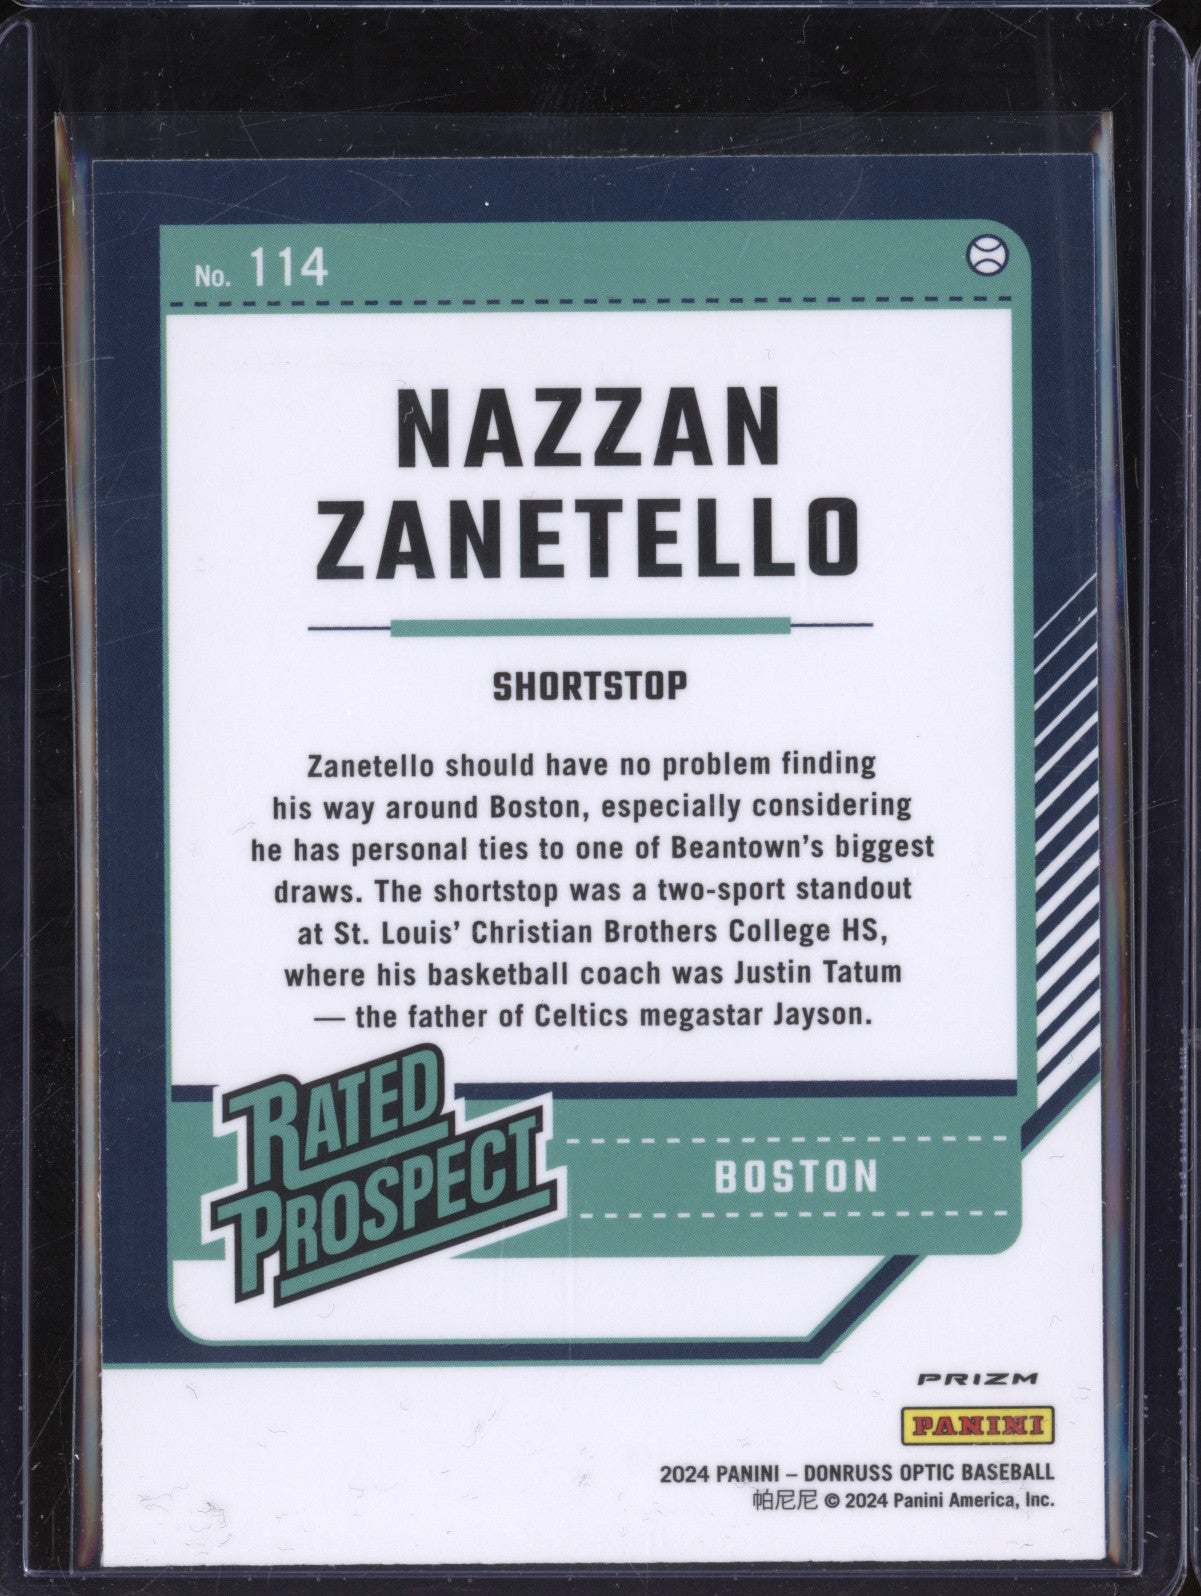 No. 114
NAZZAN
ZANETELLO
SHORTSTOP
Zanetello should have no problem finding
his way around Boston, especially considering
he has personal ties to one of Beantown's biggest
draws. The shortstop was a two-sport standout
at St. Louis' Christian Brothers College HS,
where his basketball coach was Justin Tatum
— the father of Celtics megastar Jayson.
RATED
PROSPECT
BOSTON
PRIZM
PANINI
2024 PANINI – DONRUSS OPTIC BASEBALL
帕尼尼 © 2024 Panini America, Inc.